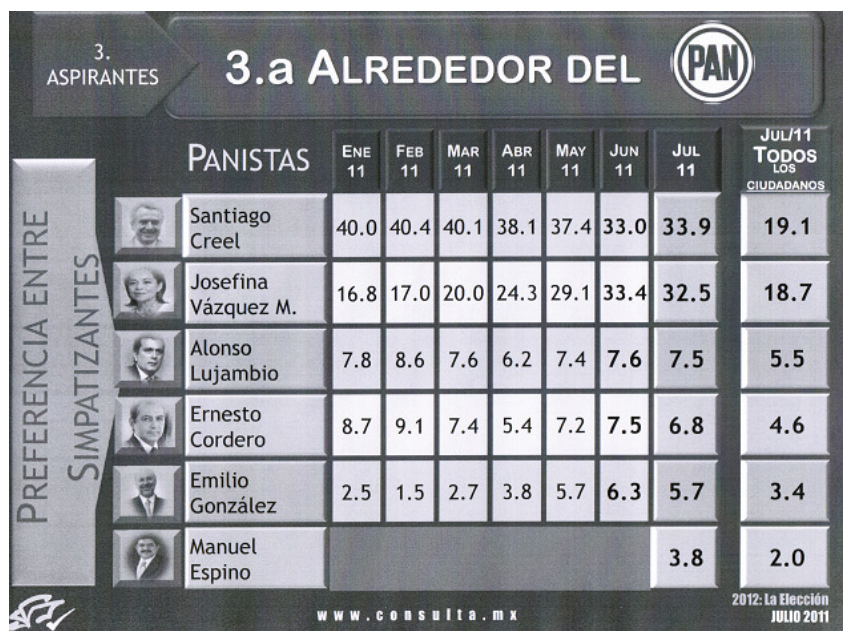 3.
ASPIRANTES
3.a ALREDEDOR DEL
PAN
PREFERENCIA ENTRE
SIMPATIZANTES
PANISTAS ENE 11 FEB 11 MAR 11 ABR 11 MAY 11 JUN 11 JUL 11
JUL/11
TODOS
LOS
CIUDADANOS
Santiago
Creel
40.0 40.4 40.1 38.1 37.4 33.0 33.9 19.1
Josefina
Vázquez M.
16.8 17.0 20.0 24.3 29.1 33.4 32.5 18.7
Alonso
Lujambio
7.8 8.6 7.6 6.2 7.4 7.6 7.5 5.5
Ernesto
Cordero
8.7 9.1 7.4 5.4 7.2 7.5 6.8 4.6
Emilio
González
2.5 1.5 2.7 3.8 5.7 6.3 5.7 3.4
Manuel
Espino
3.8 2.0
www.consulta.mx
2012: La Elección
JULIO 2011